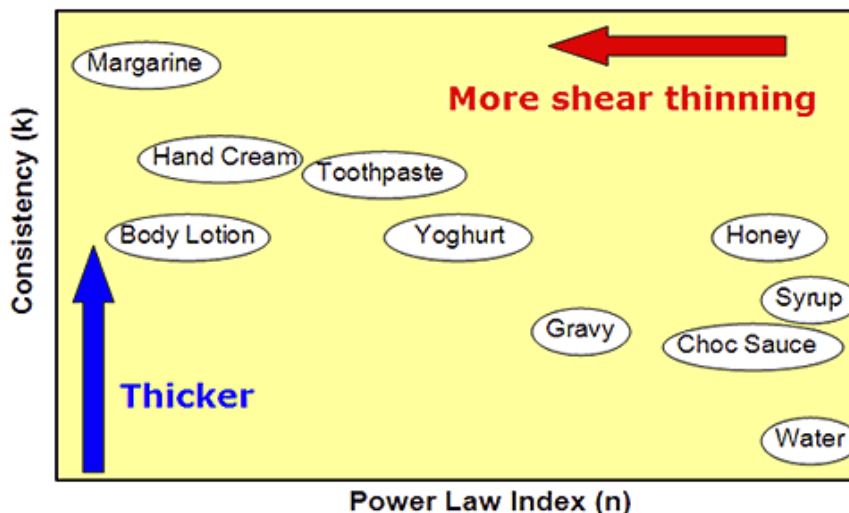 Margarine
More shear thinning
Hand Cream
Toothpaste
Body Lotion
Yoghurt
Honey
Syrup
Gravy
Choc Sauce
Thicker
Water
Consistency (k)
Power Law Index (n)